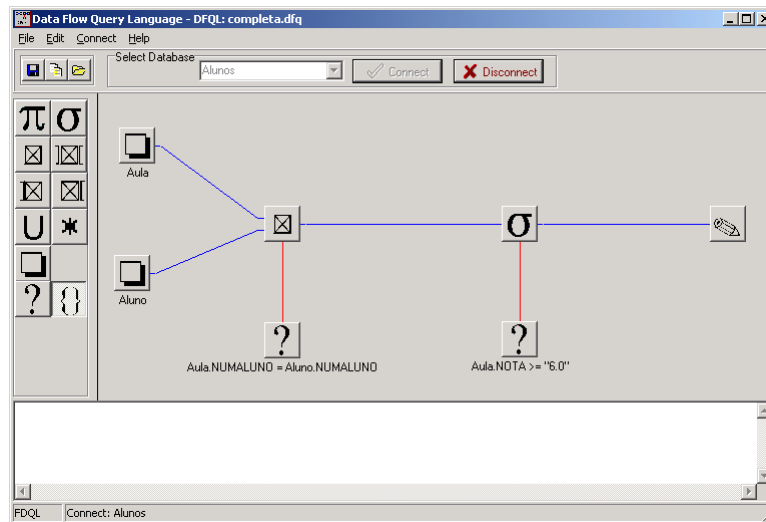 Data Flow Query Language - DFQL: completa.dfq
File Edit Connect Help
Select Database
Alunos
Connect
Disconnect
π σ
U *
? {}
Aula
σ
Aluno
? ?
Aula.NUMALUNO = Aluno.NUMALUNO
Aula.NOTA >= "6.0"
FDQL Connect: Alunos